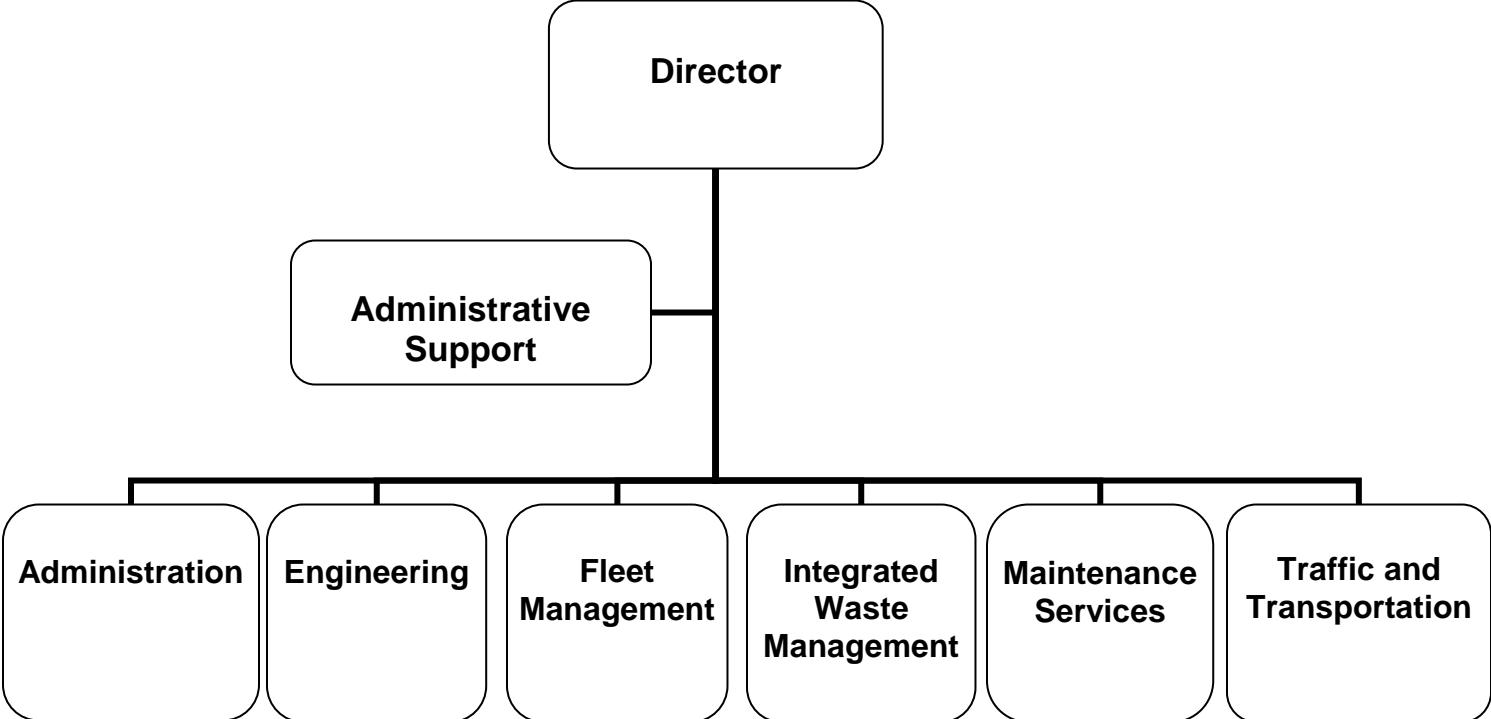 Director
Administrative
Support
Administration
Engineering
Fleet
Management
Integrated
Waste
Management
Maintenance
Services
Traffic and
Transportation